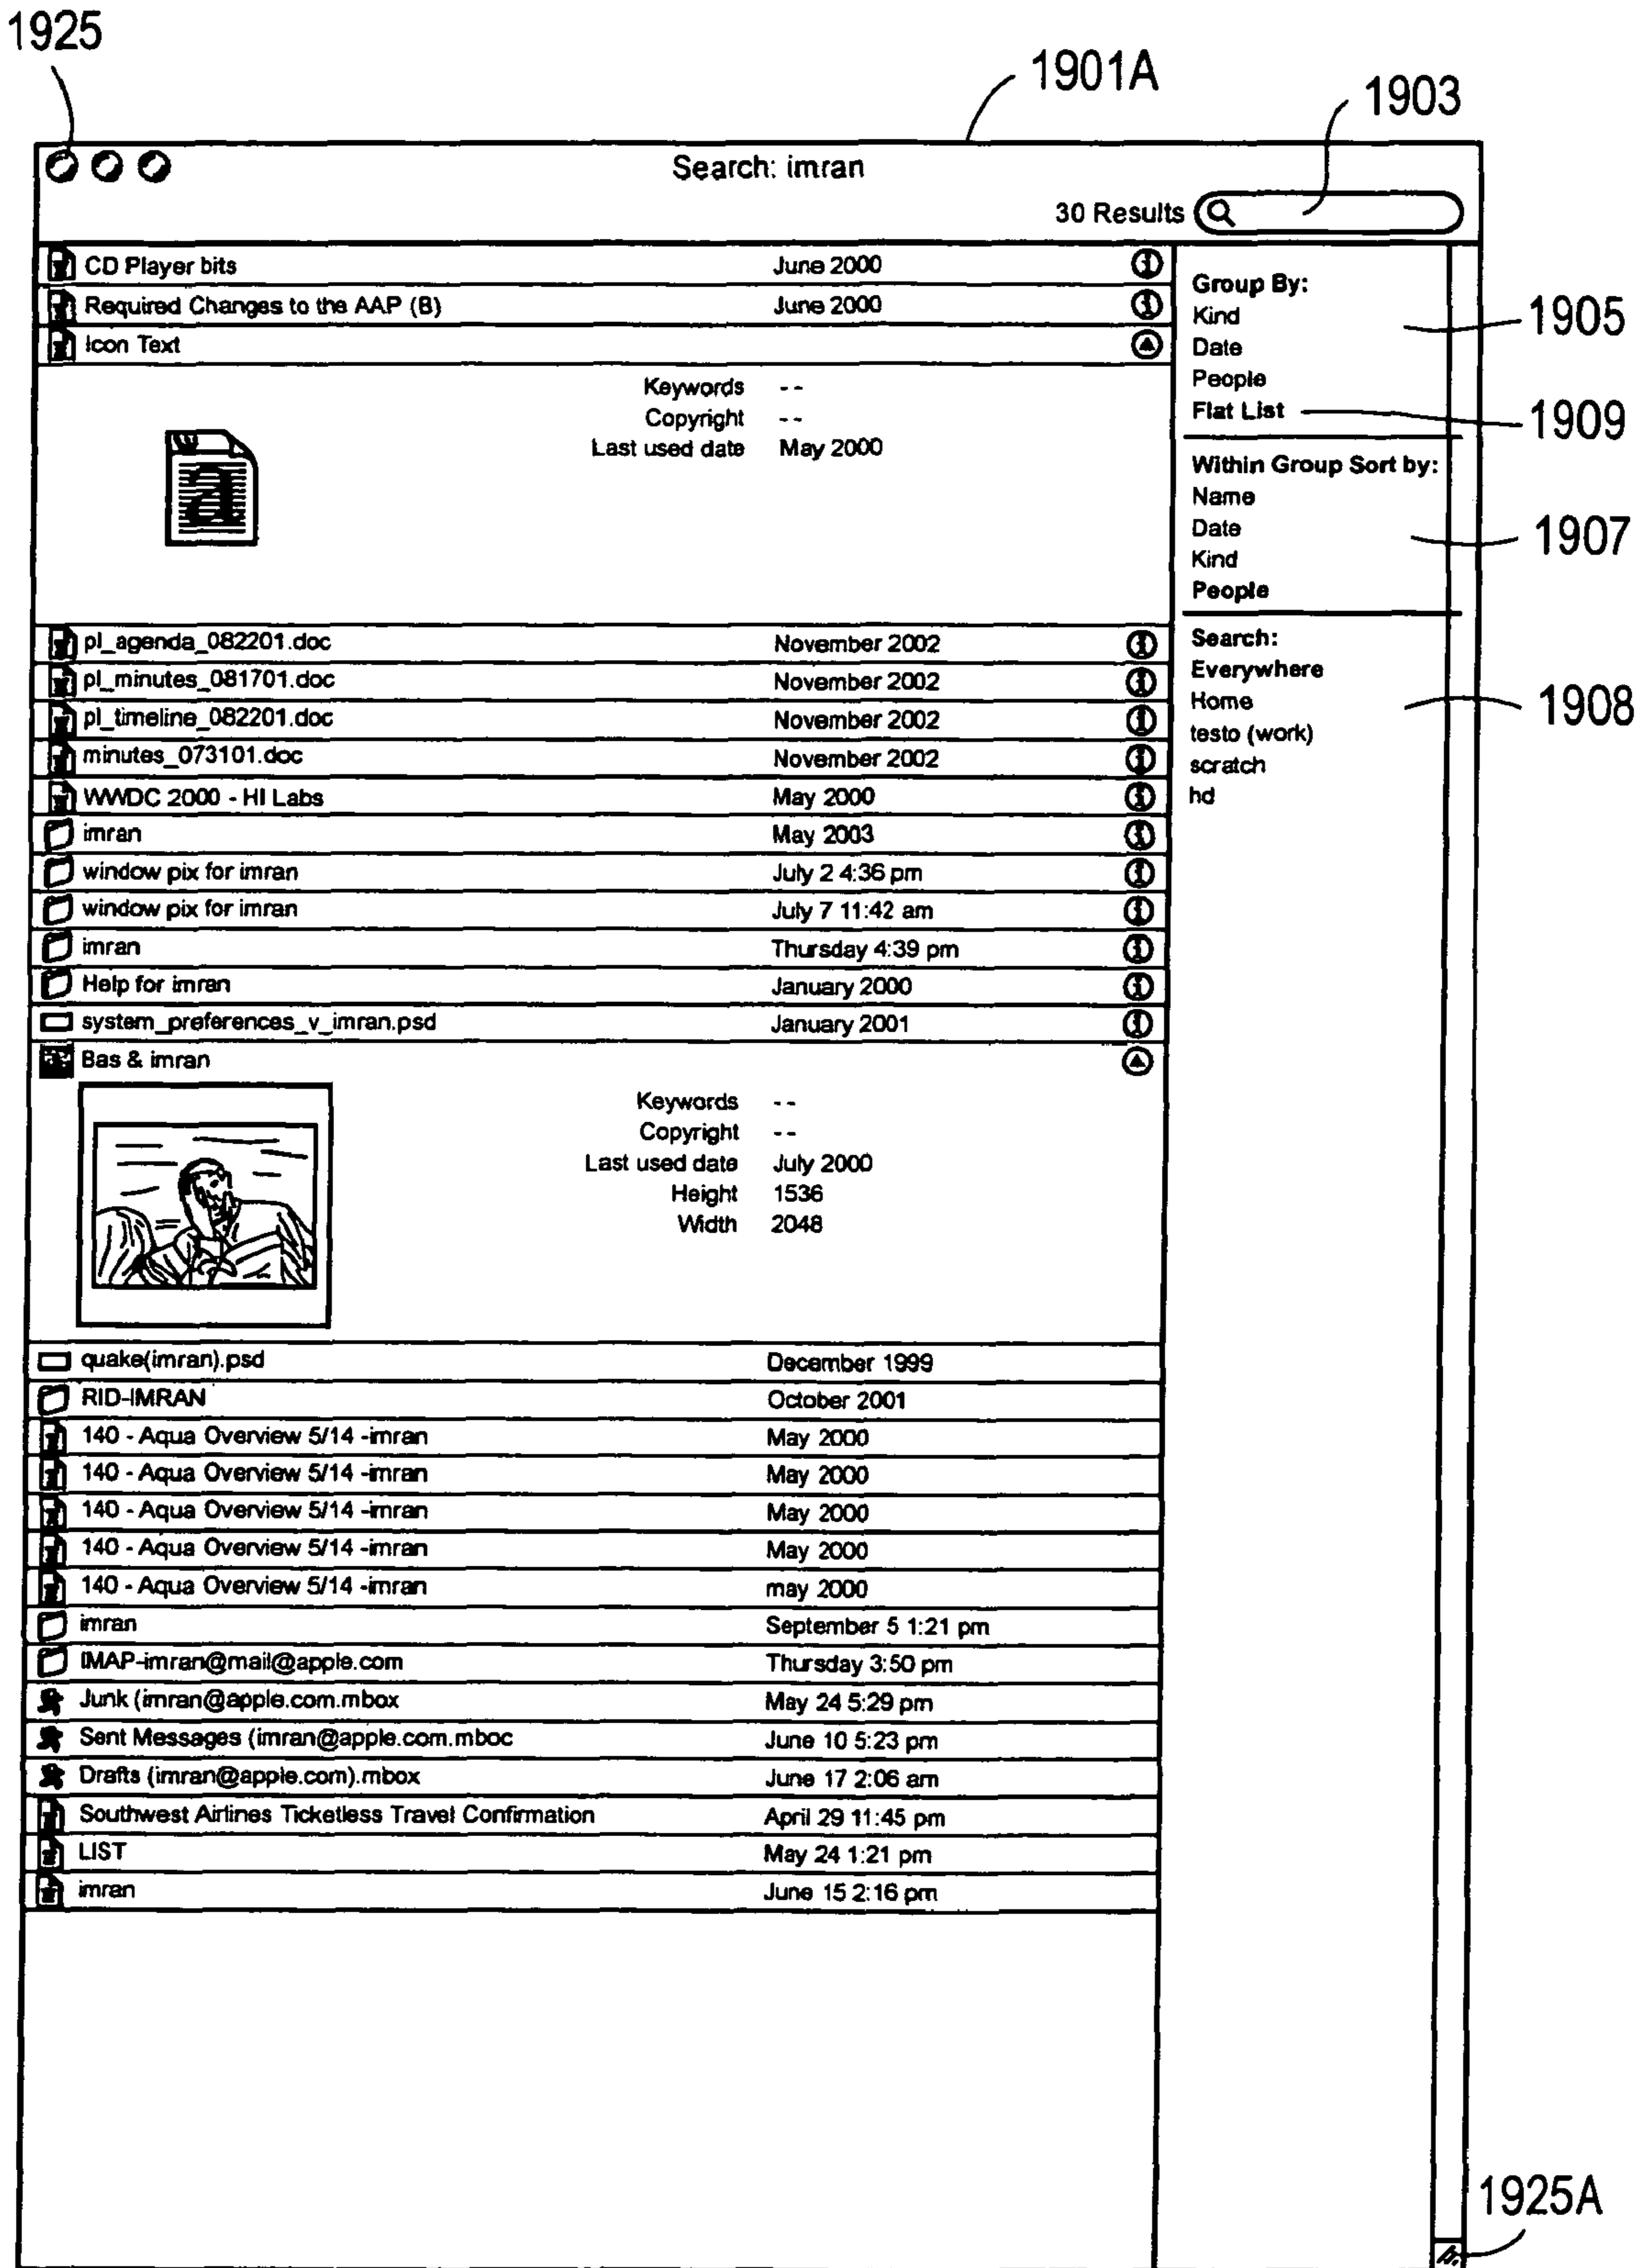 1925
1901A
1903
Search: imran
30 Results
CD Player bits June 2000
Required Changes to the AAP (B) June 2000
Icon Text
Keywords --
Copyright --
Last used date May 2000
pl_agenda_082201.doc November 2002
pl_minutes_081701.doc November 2002
pl_timeline_082201.doc November 2002
minutes_073101.doc November 2002
WWDC 2000 - HI Labs May 2000
imran May 2003
window pix for imran July 2 4:36 pm
window pix for imran July 7 11:42 am
imran Thursday 4:39 pm
Help for imran January 2000
system_preferences_v_imran.psd January 2001
Bas & imran
Keywords --
Copyright --
Last used date July 2000
Height 1536
Width 2048
quake(imran).psd December 1999
RID-IMRAN October 2001
140 - Aqua Overview 5/14 -imran May 2000
140 - Aqua Overview 5/14 -imran May 2000
140 - Aqua Overview 5/14 -imran May 2000
140 - Aqua Overview 5/14 -imran May 2000
140 - Aqua Overview 5/14 -imran may 2000
imran September 5 1:21 pm
IMAP-imran@mail@apple.com Thursday 3:50 pm
Junk (imran@apple.com.mbox May 24 5:29 pm
Sent Messages (imran@apple.com.mboc June 10 5:23 pm
Drafts (imran@apple.com).mbox June 17 2:06 am
Southwest Airlines Ticketless Travel Confirmation April 29 11:45 pm
LIST May 24 1:21 pm
imran June 15 2:16 pm
Group By:
Kind
Date
People
Flat List
Within Group Sort by:
Name
Date
Kind
People
Search:
Everywhere
Home
testo (work)
scratch
hd
1905
1909
1907
1908
1925A